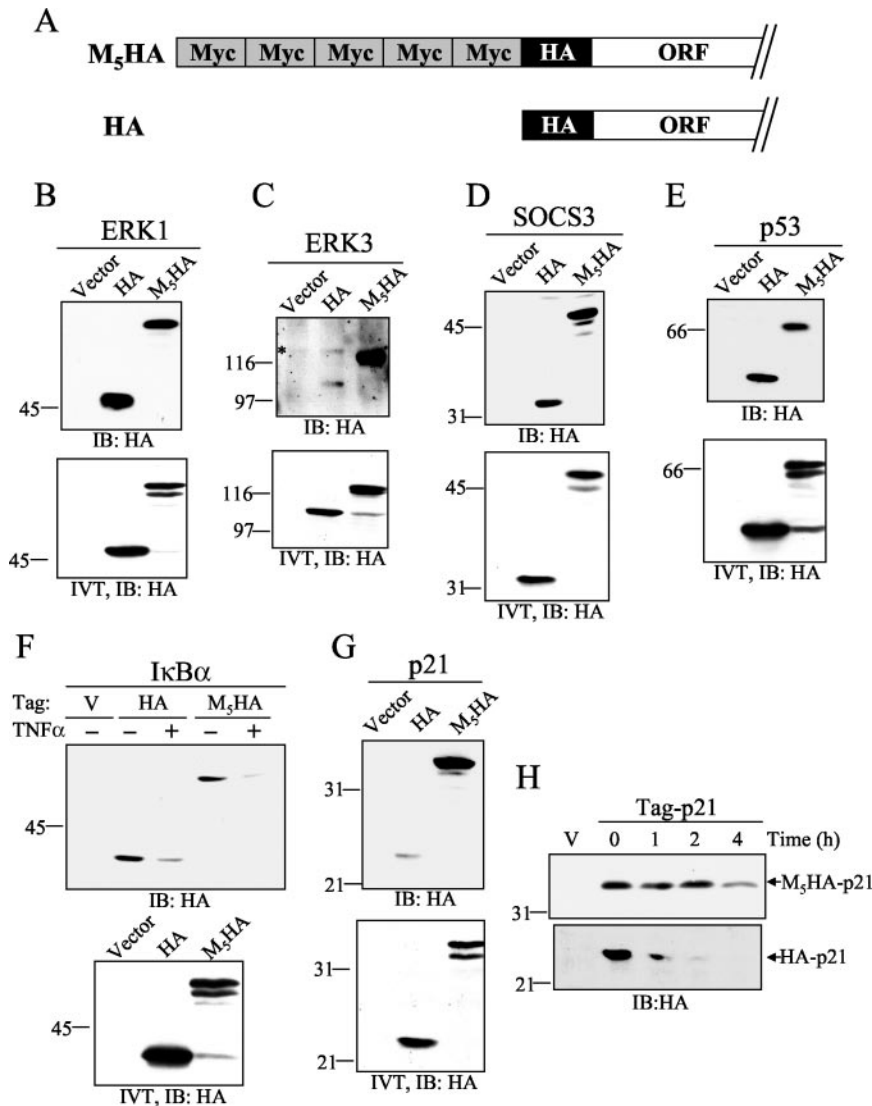 A
M5HA Myc Myc Myc Myc Myc HA ORF
HA HA ORF
B
ERK1
Vector HA M5HA
45
IB: HA
45
IVT, IB: HA
C
ERK3
Vector HA M5HA
*
116
97
IB: HA
116
97
IVT, IB: HA
D
SOCS3
Vector HA M5HA
45
31
IB: HA
45
31
IVT, IB: HA
E
p53
Vector HA M5HA
66
IB: HA
66
IVT, IB: HA
F
IκBα
Tag: V HA M5HA
TNFα – – + – +
45
IB: HA
Vector HA M5HA
45
IVT, IB: HA
G
p21
Vector HA M5HA
31
21
IB: HA
31
21
IVT, IB: HA
H
Tag-p21
V 0 1 2 4 Time (h)
M5HA-p21
31
HA-p21
21
IB:HA